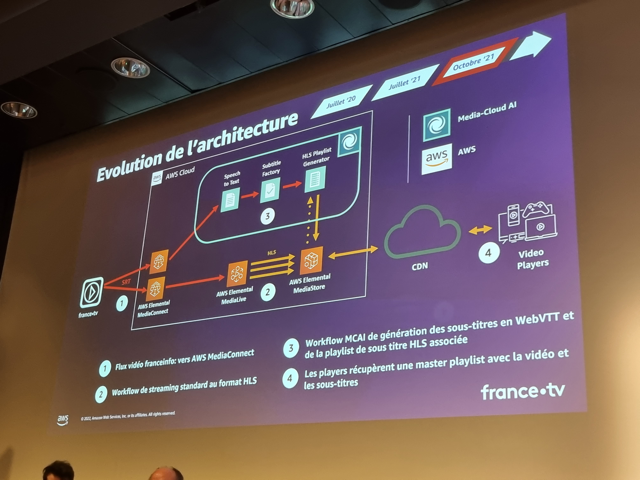 Evolution de l'architecture
Juillet '20
Juillet '21
Octobre '21
Media-Cloud AI
aws
AWS
aws
AWS Cloud
Speech
to Text
Subtitle
Factory
HLS Playlist
Generator
3
france•tv
SRT
1
AWS Elemental
MediaConnect
AWS Elemental
MediaLive
HLS
2
AWS Elemental
MediaStore
CDN
4
Video
Players
1 Flux vidéo franceinfo: vers AWS MediaConnect
2 Workflow de streaming standard au format HLS
3 Workflow MCAI de génération des sous-titres en WebVTT et
de la playlist de sous titre HLS associée
4 Les players récupèrent une master playlist avec la vidéo et
les sous-titres
aws
© 2022, Amazon Web Services, Inc. or its affiliates. All rights reserved.
france•tv